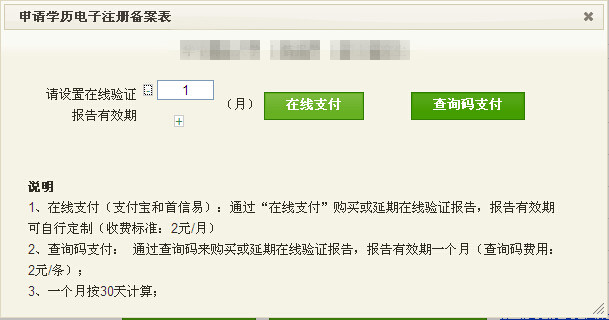 申请学历电子注册备案表
请设置在线验证
报告有效期
1
（月）
在线支付
查询码支付
说明
1、在线支付（支付宝和首信易）：通过“在线支付”购买或延期在线验证报告，报告有效期
可自行定制（收费标准：2元/月）
2、查询码支付： 通过查询码来购买或延期在线验证报告，报告有效期一个月（查询码费用：
2元/条）；
3、一个月按30天计算；